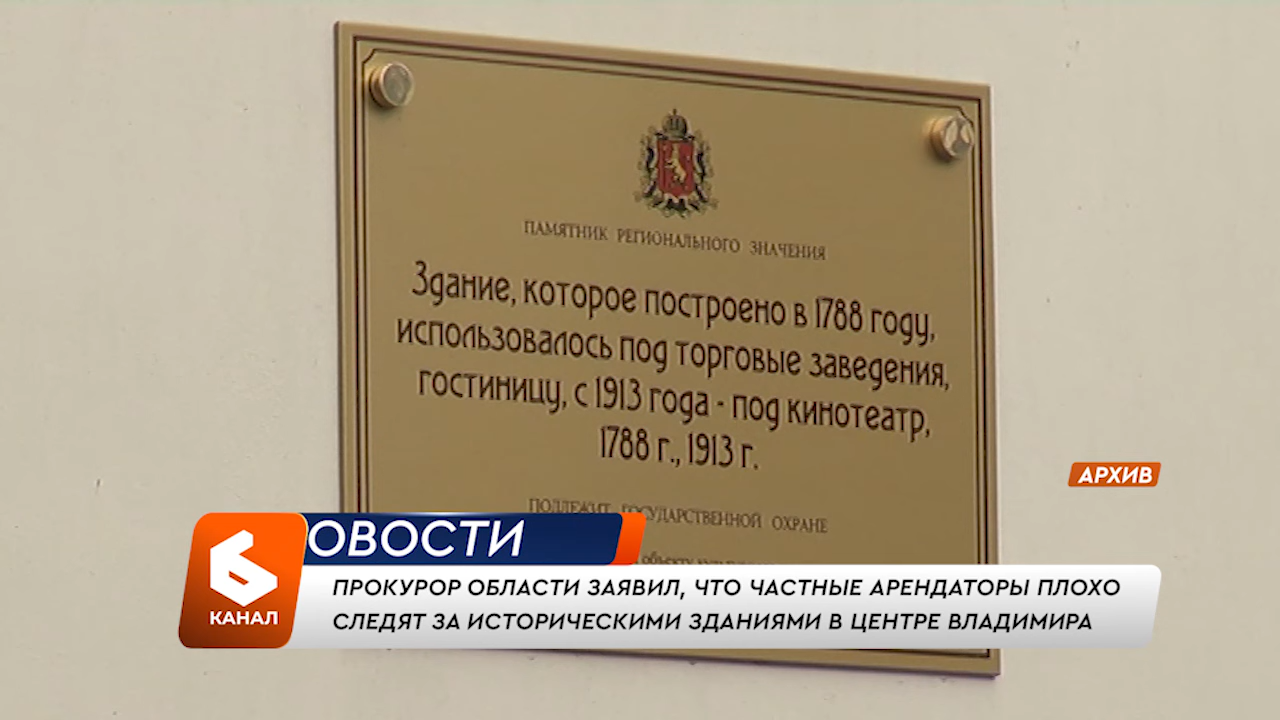 ПАМЯТНИК РЕГИОНАЛЬНОГО ЗНАЧЕНИЯ
Здание, которое построено в 1788 году,
использовалось под торговые заведения,
гостиницу, с 1913 года - под кинотеатр,
1788 г., 1913 г.
АРХИВ
ПОДЛЕЖИТ ГОСУДАРСТВЕННОЙ ОХРАНЕ
ОВОСТИ
объекту
6
КАНАЛ
ПРОКУРОР ОБЛАСТИ ЗАЯВИЛ, ЧТО ЧАСТНЫЕ АРЕНДАТОРЫ ПЛОХО
СЛЕДЯТ ЗА ИСТОРИЧЕСКИМИ ЗДАНИЯМИ В ЦЕНТРЕ ВЛАДИМИРА